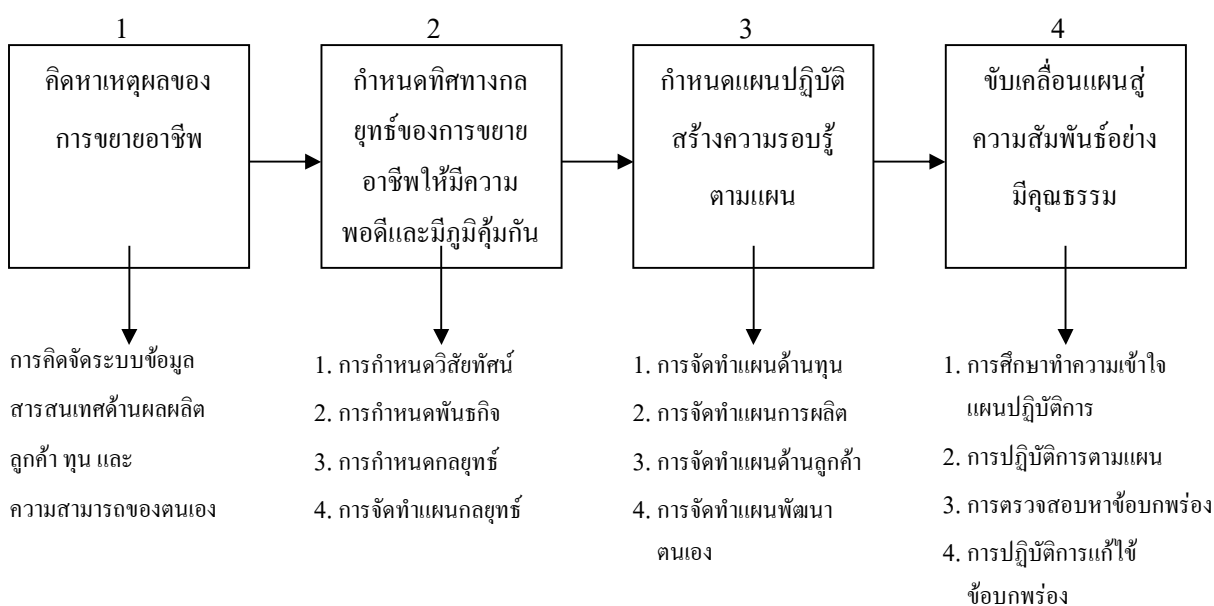 1
คิดหาเหตุผลของ
การขยายอาชีพ
การคิดจัดระบบข้อมูล
สารสนเทศด้านผลผลิต
ลูกค้า ทุน และ
ความสามารถของตนเอง
2
กำหนดทิศทางกล
ยุทธ์ของการขยาย
อาชีพให้มีความ
พอดีและมีภูมิคุ้มกัน
1. การกำหนดวิสัยทัศน์
2. การกำหนดพันธกิจ
3. การกำหนดกลยุทธ์
4. การจัดทำแผนกลยุทธ์
3
กำหนดแผนปฏิบัติ
สร้างความรอบรู้
ตามแผน
1. การจัดทำแผนด้านทุน
2. การจัดทำแผนการผลิต
3. การจัดทำแผนด้านลูกค้า
4. การจัดทำแผนพัฒนา
ตนเอง
4
ขับเคลื่อนแผนสู่
ความสัมพันธ์อย่าง
มีคุณธรรม
1. การศึกษาทำความเข้าใจ
แผนปฏิบัติการ
2. การปฏิบัติการตามแผน
3. การตรวจสอบหาข้อบกพร่อง
4. การปฏิบัติการแก้ไข้
ข้อบกพร่อง